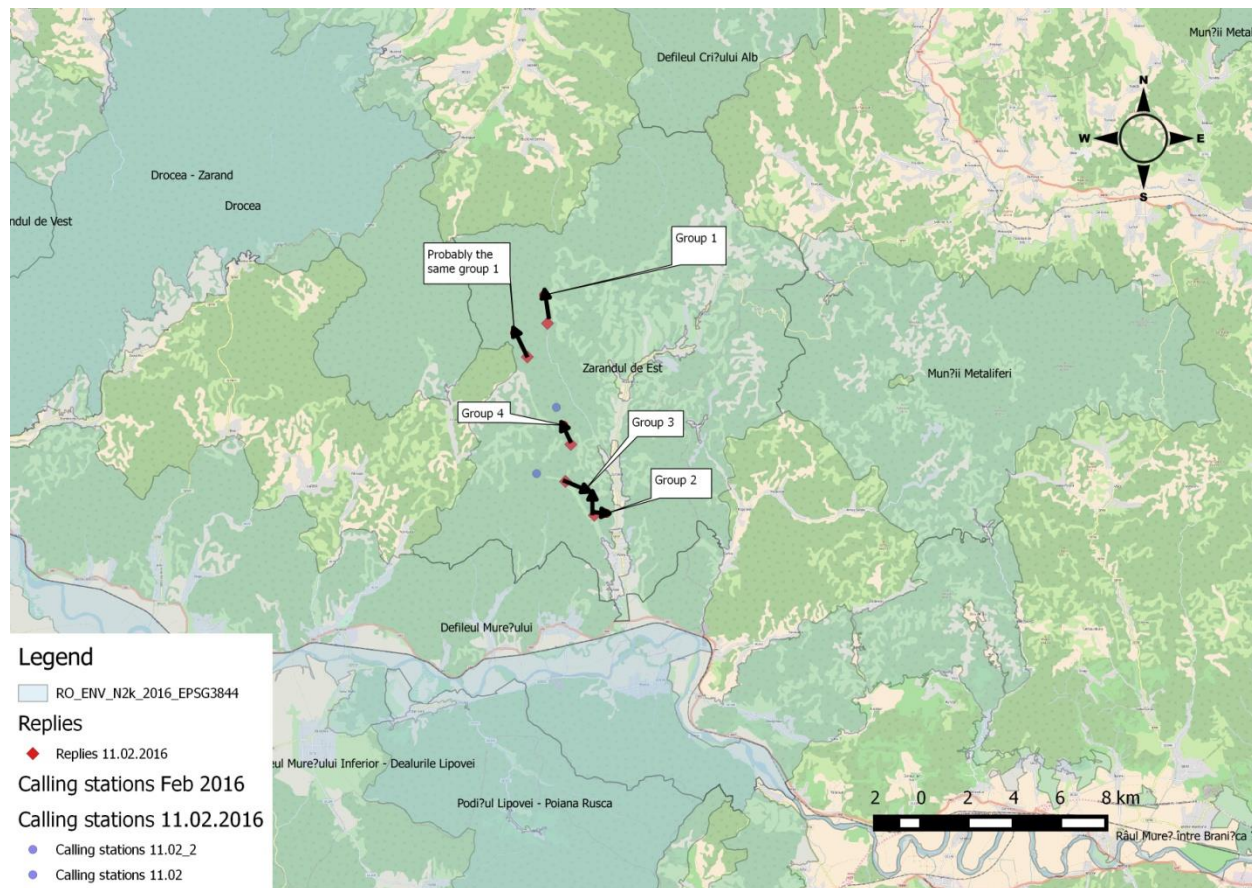 Mun?ii Metal
Defileul Cri?ului Alb
N
W
E
S
Drocea - Zarand
Drocea
ndul de Vest
Group 1
Probably the
same group 1
Zarandul de Est
Mun?ii Metaliferi
Group 4
Group 3
Group 2
Defileul Mure?ului
Legend
RO_ENV_N2k_2016_EPSG3844
Replies
Replies 11.02.2016
Calling stations Feb 2016
Calling stations 11.02.2016
Calling stations 11.02_2
Calling stations 11.02
eul Mure?ului Inferior - Dealurile Lipovei
Podi?ul Lipovei - Poiana Rusca
2 0 2 4 6 8 km
Râul Mure? între Brani?ca